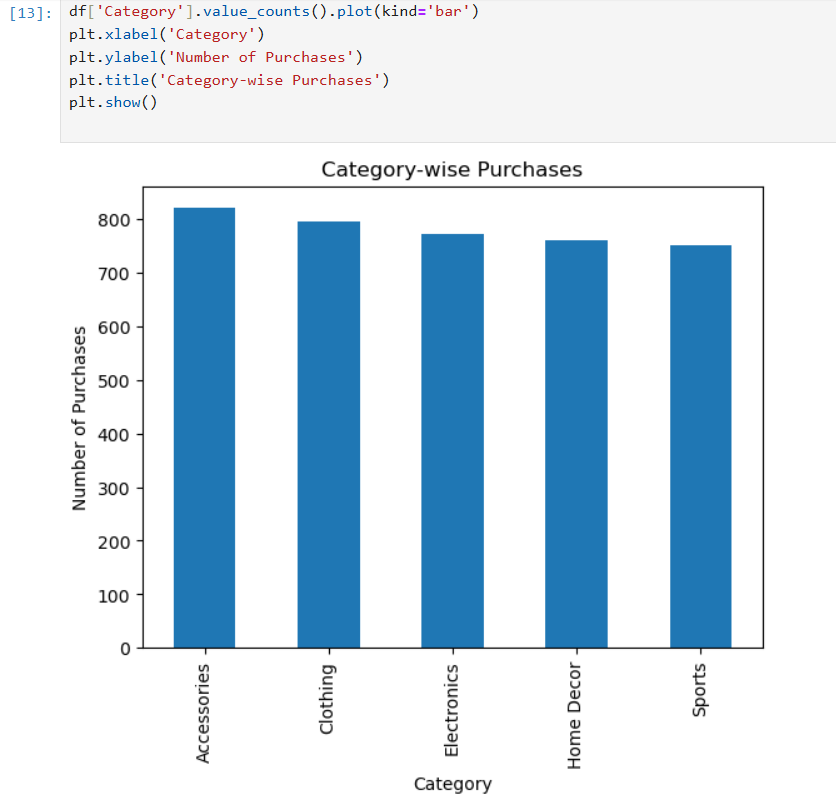 [13]: df['Category'].value_counts().plot(kind='bar')
plt.xlabel('Category')
plt.ylabel('Number of Purchases')
plt.title('Category-wise Purchases')
plt.show()
Category-wise Purchases
Number of Purchases
800
700
600
500
400
300
200
100
0
Accessories
Clothing
Electronics
Home Decor
Sports
Category